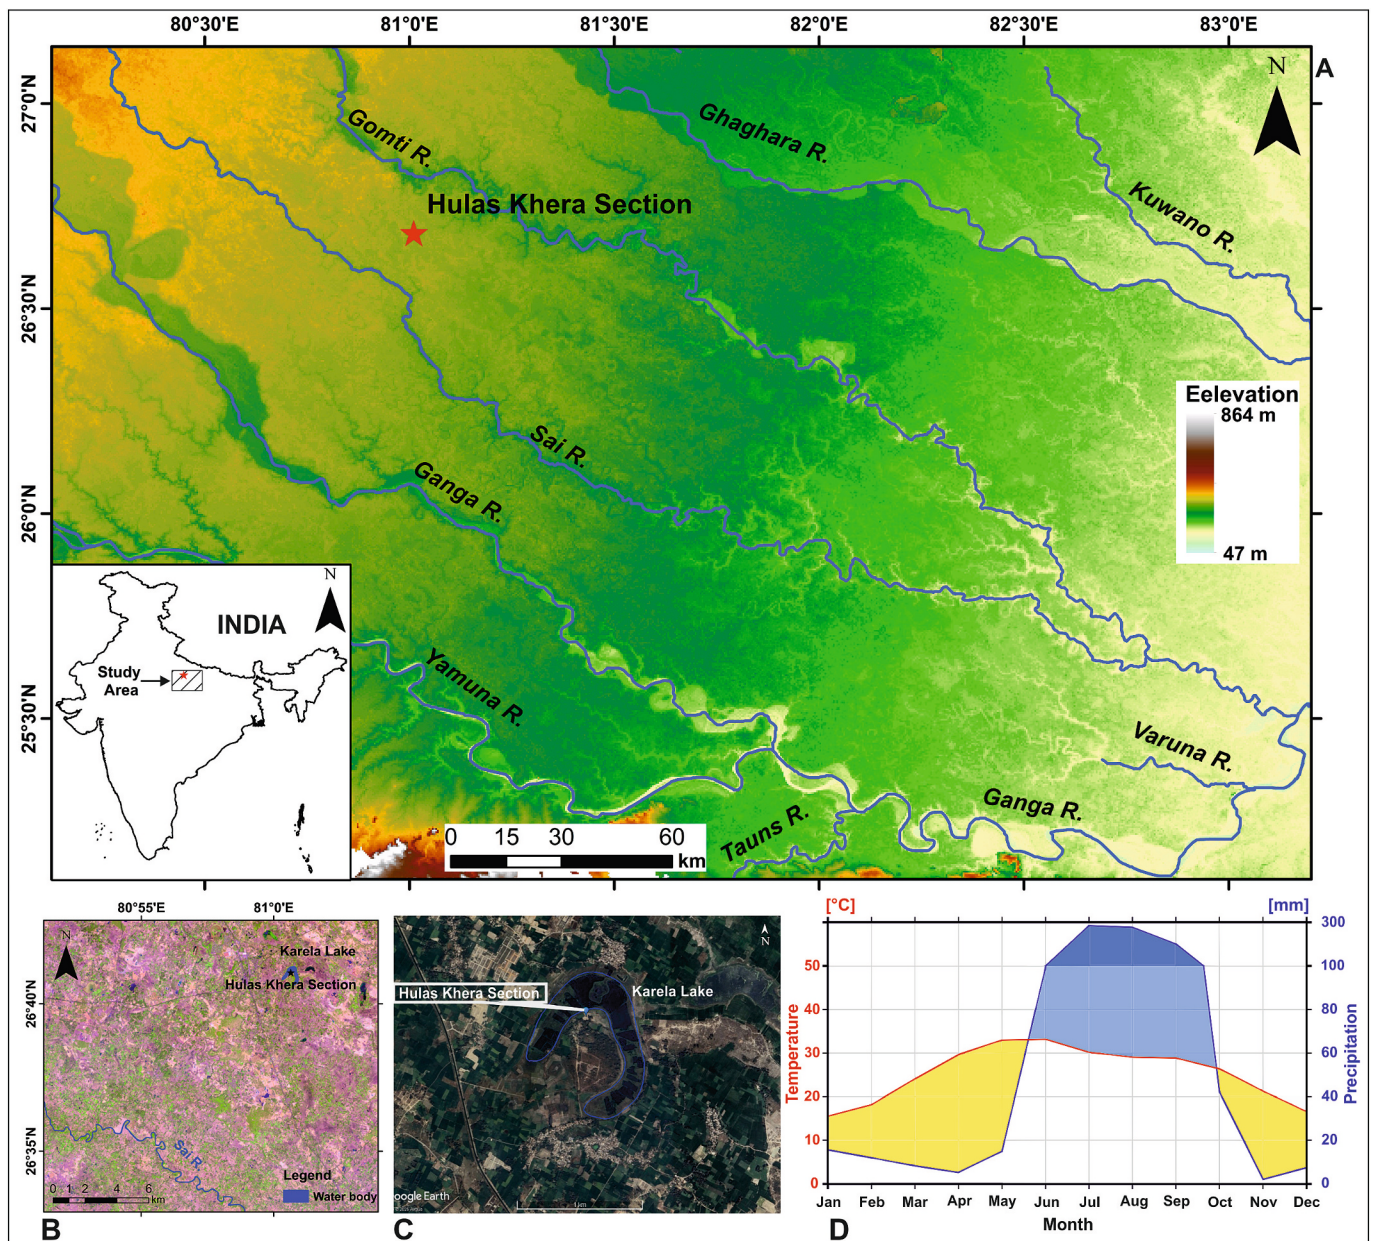 80°30'E 81°0'E 81°30'E 82°0'E 82°30'E 83°0'E
A
N
27°0'N
26°30'N
26°0'N
25°30'N
Gomti R.
Ghaghara R.
Kuwano R.
Hulas Khera Section
Sai R.
Ganga R.
Yamuna R.
Tauns R.
Ganga R.
Varuna R.
Eelevation
864 m
47 m
N
INDIA
Study
Area
0 15 30 60
km
80°55'E 81°0'E
N
Karela Lake
Hulas Khera Section
26°40'N
26°35'N
Sai R.
0 1 2 4 6
km
Legend
Water body
B
N
Hulas Khera Section
Karela Lake
oogle Earth
1 km
C
[°C] [mm]
300
50 100
40 80
30 60
20 40
10 20
0 0
Temperature
Precipitation
Jan Feb Mar Apr May Jun Jul Aug Sep Oct Nov Dec
Month
D